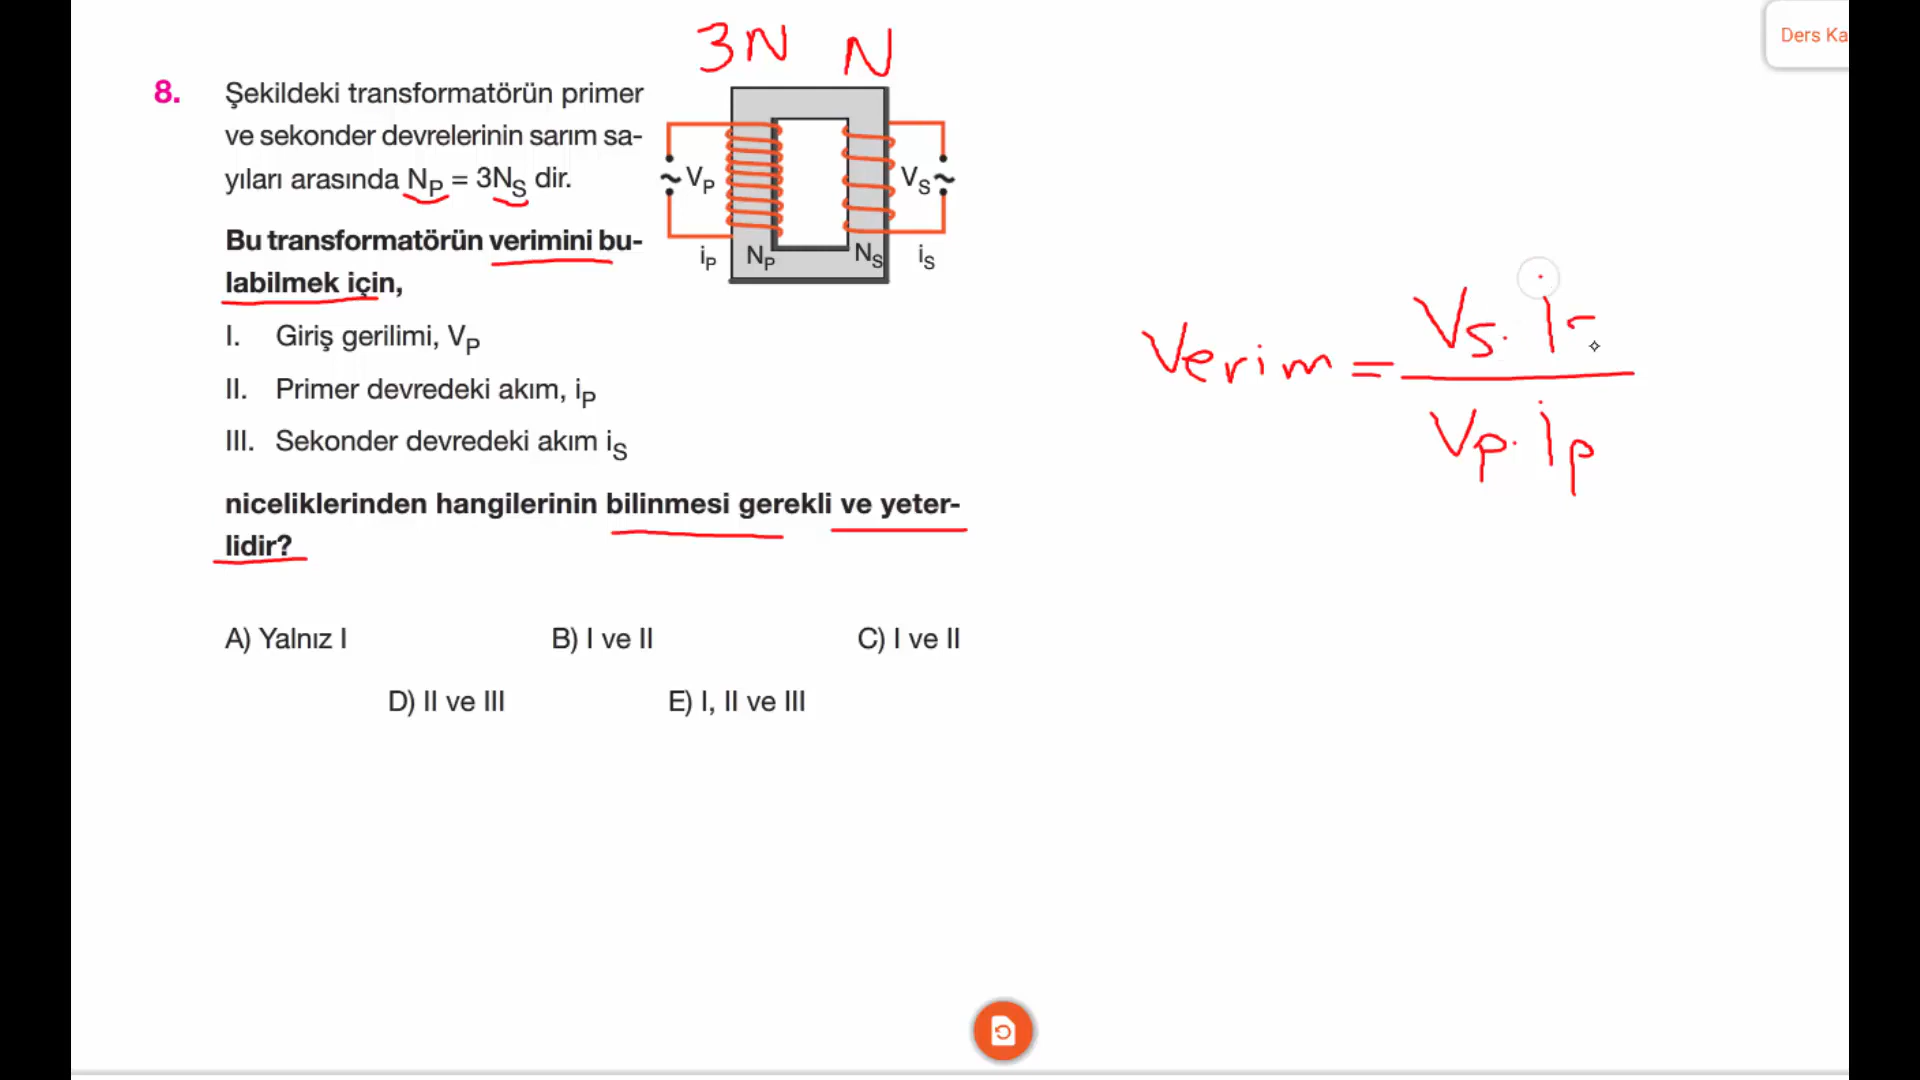 Ders Ka
3N N
8. Şekildeki transformatörün primer
ve sekonder devrelerinin sarım sa-
yıları arasında NP = 3NS dir.
VP VS
iP NP NS iS
Bu transformatörün verimini bu-
labilmek için,
I. Giriş gerilimi, VP
II. Primer devredeki akım, iP
III. Sekonder devredeki akım iS
niceliklerinden hangilerinin bilinmesi gerekli ve yeter-
lidir?
A) Yalnız I B) I ve II C) I ve II
D) II ve III E) I, II ve III
Vs.
Verim =
Vp. ip